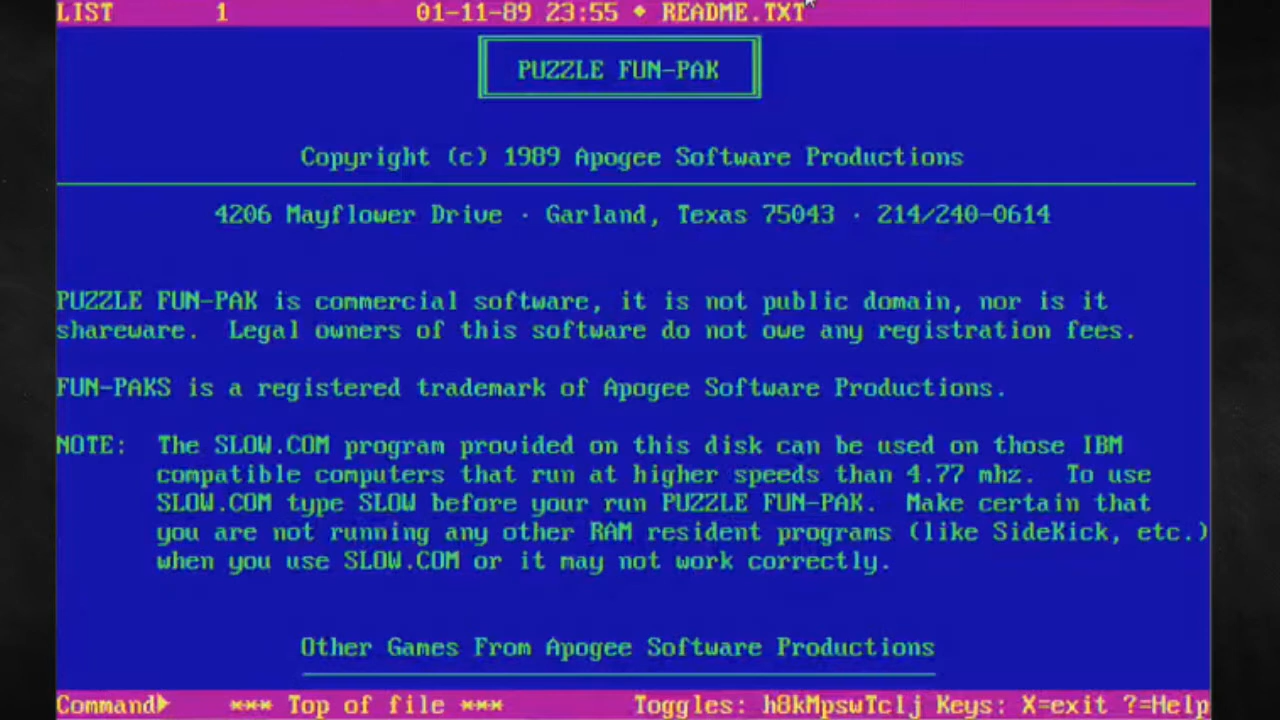 LIST 1 01-11-89 23:55 ♦ README.TXT
PUZZLE FUN-PAK
Copyright (c) 1989 Apogee Software Productions
4206 Mayflower Drive · Garland, Texas 75043 · 214/240-0614
PUZZLE FUN-PAK is commercial software, it is not public domain, nor is it
shareware. Legal owners of this software do not owe any registration fees.
FUN-PAKS is a registered trademark of Apogee Software Productions.
NOTE: The SLOW.COM program provided on this disk can be used on those IBM
compatible computers that run at higher speeds than 4.77 mhz. To use
SLOW.COM type SLOW before your run PUZZLE FUN-PAK. Make certain that
you are not running any other RAM resident programs (like SideKick, etc.)
when you use SLOW.COM or it may not work correctly.
Other Games From Apogee Software Productions
Command► *** Top of file *** Toggles: h8kMpswTclj Keys: X=exit ?=Help